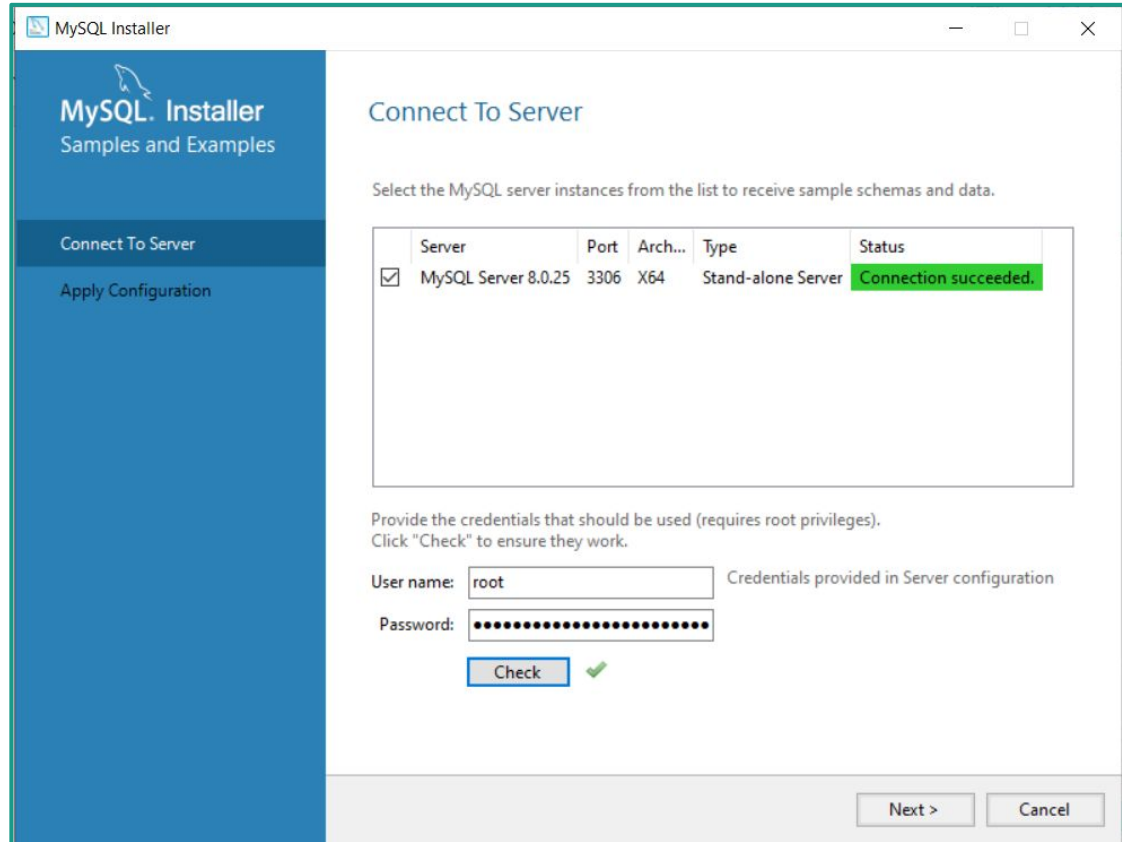 MySQL Installer
MySQL. Installer
Samples and Examples
Connect To Server
Apply Configuration
Connect To Server
Select the MySQL server instances from the list to receive sample schemas and data.
Server Port Arch... Type Status
MySQL Server 8.0.25 3306 X64 Stand-alone Server Connection succeeded.
Provide the credentials that should be used (requires root privileges).
Click "Check" to ensure they work.
User name: root Credentials provided in Server configuration
Password: ••••••••••••••••••••••••
Check
Next > Cancel